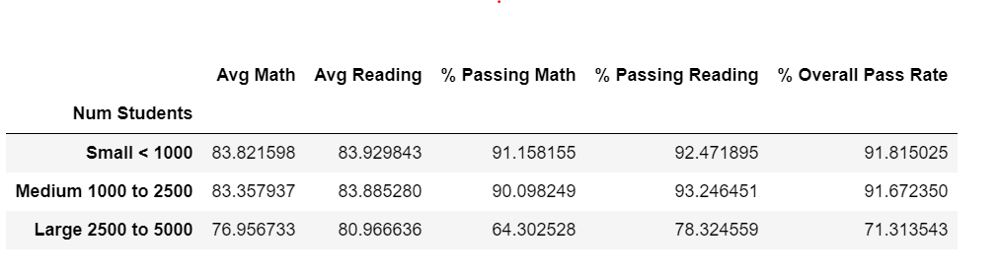 Avg Math Avg Reading % Passing Math % Passing Reading % Overall Pass Rate
Num Students
Small < 1000 83.821598 83.929843 91.158155 92.471895 91.815025
Medium 1000 to 2500 83.357937 83.885280 90.098249 93.246451 91.672350
Large 2500 to 5000 76.956733 80.966636 64.302528 78.324559 71.313543